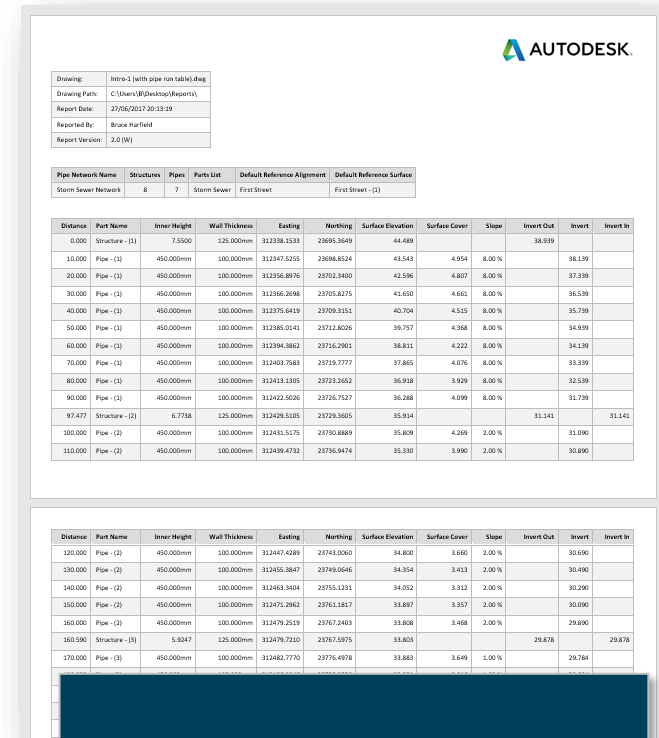 AUTODESK.
Drawing: Intro-1 (with pipe run table).dwg
Drawing Path: C:\Users\B\Desktop\Reports\
Report Date: 27/06/2017 20:13:19
Reported By: Bruce Harfield
Report Version: 2.0 (W)
Pipe Network Name Structures Pipes Parts List Default Reference Alignment Default Reference Surface
Storm Sewer Network 8 7 Storm Sewer First Street First Street - (1)
Distance Part Name Inner Height Wall Thickness Easting Northing Surface Elevation Surface Cover Slope Invert Out Invert Invert In
0.000 Structure - (1) 7.5500 125.000mm 312338.1533 23695.3649 44.489 38.939
10.000 Pipe - (1) 450.000mm 100.000mm 312347.5255 23698.8524 43.543 4.954 8.00 % 38.139
20.000 Pipe - (1) 450.000mm 100.000mm 312356.8976 23702.3400 42.596 4.807 8.00 % 37.339
30.000 Pipe - (1) 450.000mm 100.000mm 312366.2698 23705.8275 41.650 4.661 8.00 % 36.539
40.000 Pipe - (1) 450.000mm 100.000mm 312375.6419 23709.3151 40.704 4.515 8.00 % 35.739
50.000 Pipe - (1) 450.000mm 100.000mm 312385.0141 23712.8026 39.757 4.368 8.00 % 34.939
60.000 Pipe - (1) 450.000mm 100.000mm 312394.3862 23716.2901 38.811 4.222 8.00 % 34.139
70.000 Pipe - (1) 450.000mm 100.000mm 312403.7583 23719.7777 37.865 4.076 8.00 % 33.339
80.000 Pipe - (1) 450.000mm 100.000mm 312413.1305 23723.2652 36.918 3.929 8.00 % 32.539
90.000 Pipe - (1) 450.000mm 100.000mm 312422.5026 23726.7527 36.288 4.099 8.00 % 31.739
97.477 Structure - (2) 6.7738 125.000mm 312429.5105 23729.3605 35.914 31.141 31.141
100.000 Pipe - (2) 450.000mm 100.000mm 312431.5175 23730.8889 35.809 4.269 2.00 % 31.090
110.000 Pipe - (2) 450.000mm 100.000mm 312439.4732 23736.9474 35.330 3.990 2.00 % 30.890
Distance Part Name Inner Height Wall Thickness Easting Northing Surface Elevation Surface Cover Slope Invert Out Invert Invert In
120.000 Pipe - (2) 450.000mm 100.000mm 312447.4289 23743.0060 34.800 3.660 2.00 % 30.690
130.000 Pipe - (2) 450.000mm 100.000mm 312455.3847 23749.0646 34.354 3.413 2.00 % 30.490
140.000 Pipe - (2) 450.000mm 100.000mm 312463.3404 23755.1231 34.052 3.312 2.00 % 30.290
150.000 Pipe - (2) 450.000mm 100.000mm 312471.2962 23761.1817 33.897 3.357 2.00 % 30.090
160.000 Pipe - (2) 450.000mm 100.000mm 312479.2519 23767.2403 33.808 3.468 2.00 % 29.890
160.590 Structure - (3) 5.9247 125.000mm 312479.7210 23767.5975 33.803 29.878 29.878
170.000 Pipe - (3) 450.000mm 100.000mm 312482.7770 23776.4978 33.883 3.649 1.00 % 29.784